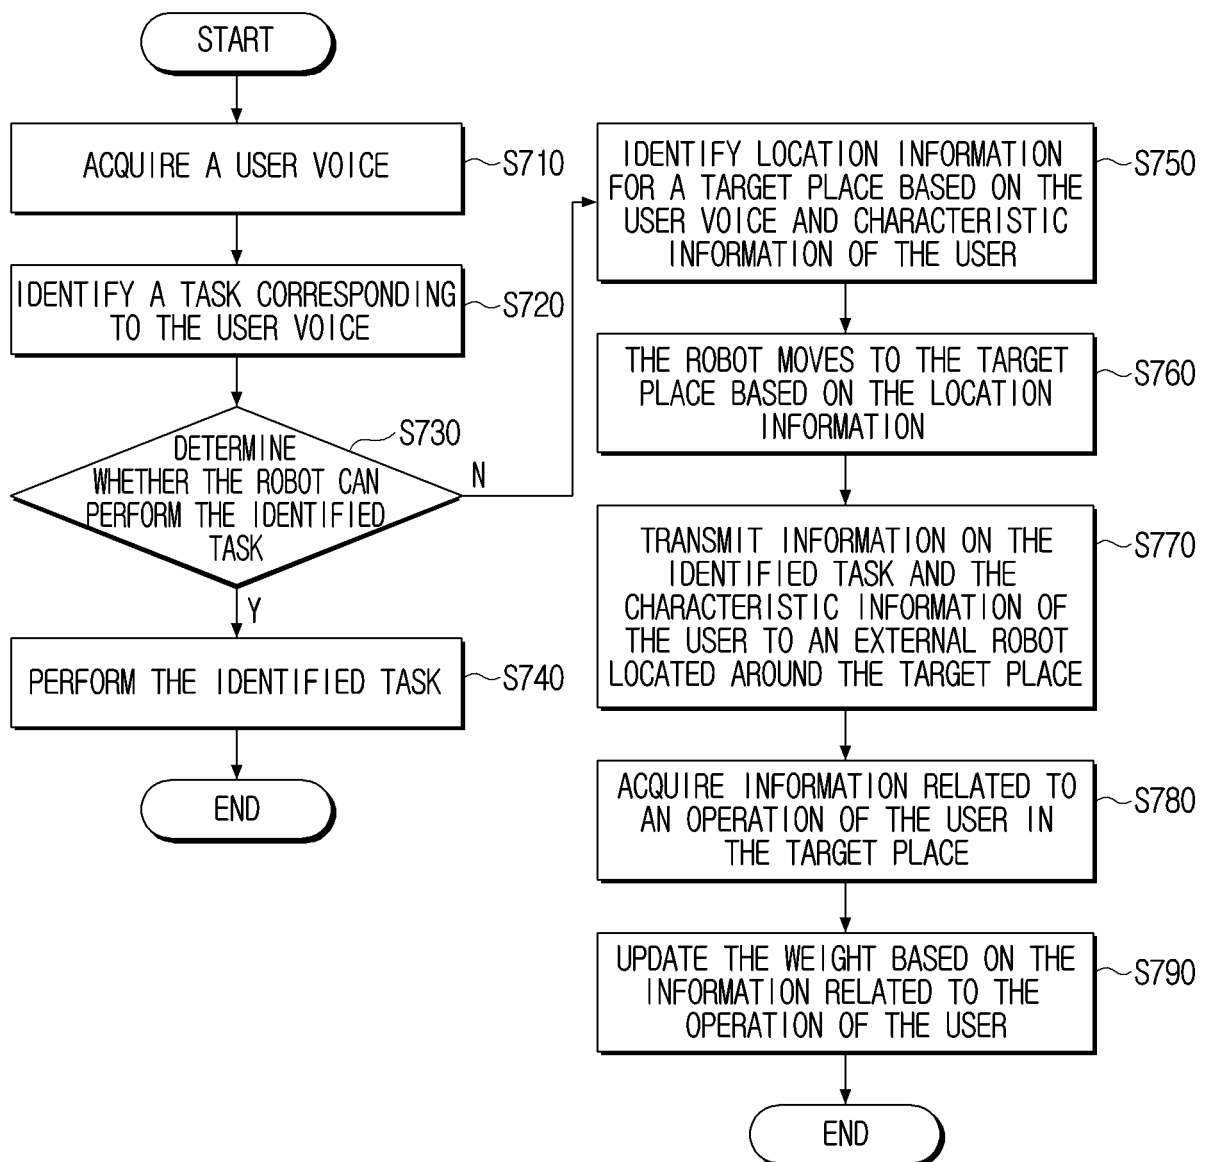 START
ACQUIRE A USER VOICE
S710
IDENTIFY A TASK CORRESPONDING
TO THE USER VOICE
S720
DETERMINE
WHETHER THE ROBOT CAN
PERFORM THE IDENTIFIED
TASK
S730
N
Y
PERFORM THE IDENTIFIED TASK
S740
END
IDENTIFY LOCATION INFORMATION
FOR A TARGET PLACE BASED ON THE
USER VOICE AND CHARACTERISTIC
INFORMATION OF THE USER
S750
THE ROBOT MOVES TO THE TARGET
PLACE BASED ON THE LOCATION
INFORMATION
S760
TRANSMIT INFORMATION ON THE
IDENTIFIED TASK AND THE
CHARACTERISTIC INFORMATION OF
THE USER TO AN EXTERNAL ROBOT
LOCATED AROUND THE TARGET PLACE
S770
ACQUIRE INFORMATION RELATED TO
AN OPERATION OF THE USER IN
THE TARGET PLACE
S780
UPDATE THE WEIGHT BASED ON THE
INFORMATION RELATED TO THE
OPERATION OF THE USER
S790
END